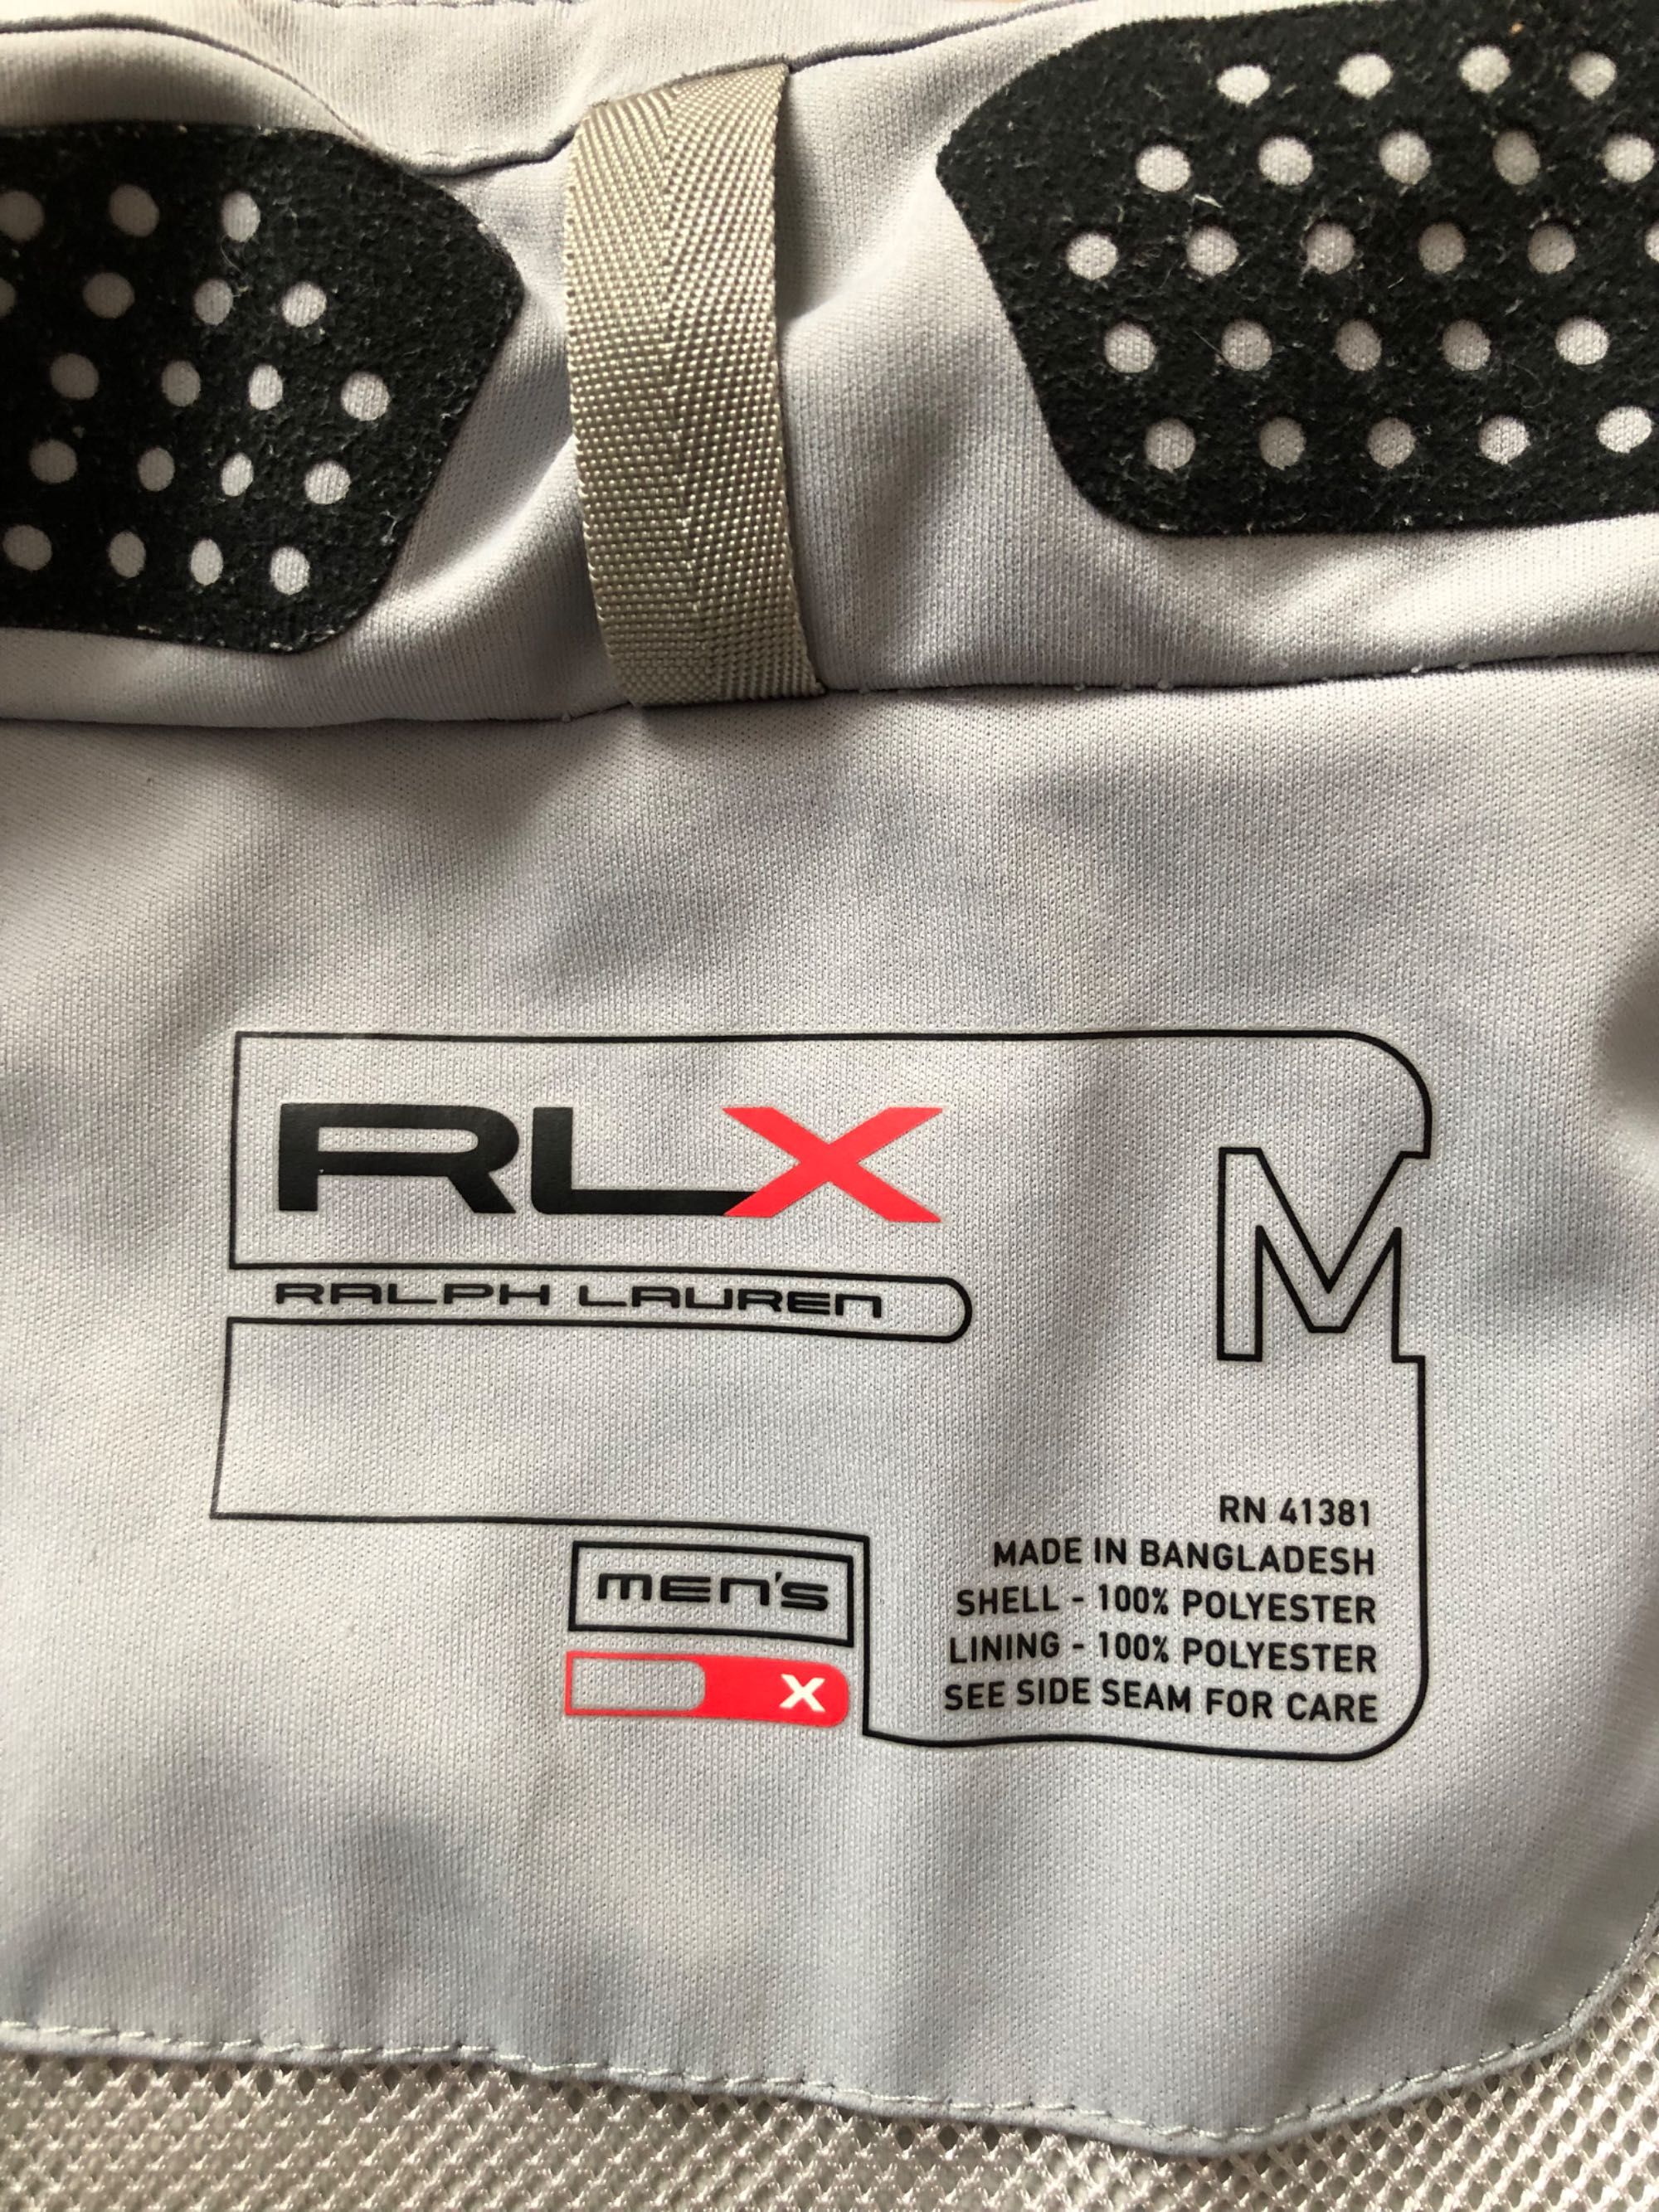 RLX
RALPH LAUREN
M
RN 41381
MADE IN BANGLADESH
SHELL - 100% POLYESTER
LINING - 100% POLYESTER
SEE SIDE SEAM FOR CARE
MEN'S
X